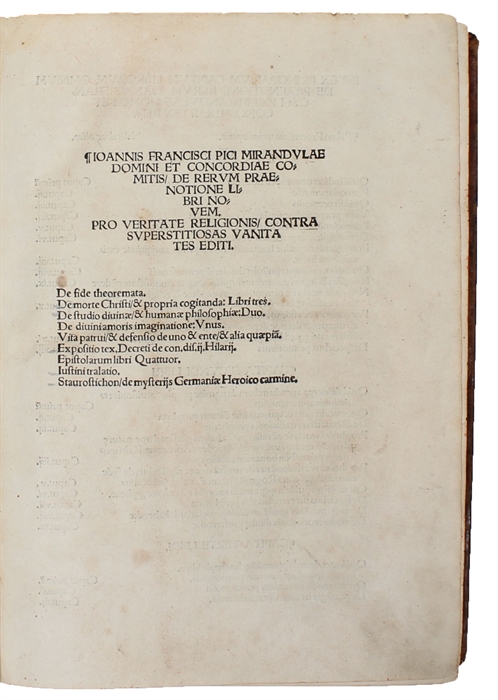 ¶IOANNIS FRANCISCI PICI MIRANDVLAE
DOMINI ET CONCORDIAE CO⸗
MITIS/ DE RERVM PRAE⸗
NOTIONE LI⸗
BRI NO⸗
VEM.
PRO VERITATE RELIGIONIS/ CONTRA
SVPERSTITIOSAS VANITA
TES EDITI.
De fide theoremata.
De morte Christi/& propria cogitanda: Libri tres.
De studio diuinæ/& humanæ philosophiæ: Duo.
De diuini amoris imaginatione: Vnus.
Vita patrui/& defensio de uno & ente/& alia quæpiã.
Expositio tex. Decreti de con. dis. ij. Hilarij.
Epistolarum libri Quattuor.
Iustini tralatio.
Staurostichon/de mysterijs Germaniæ Heroico carmine.